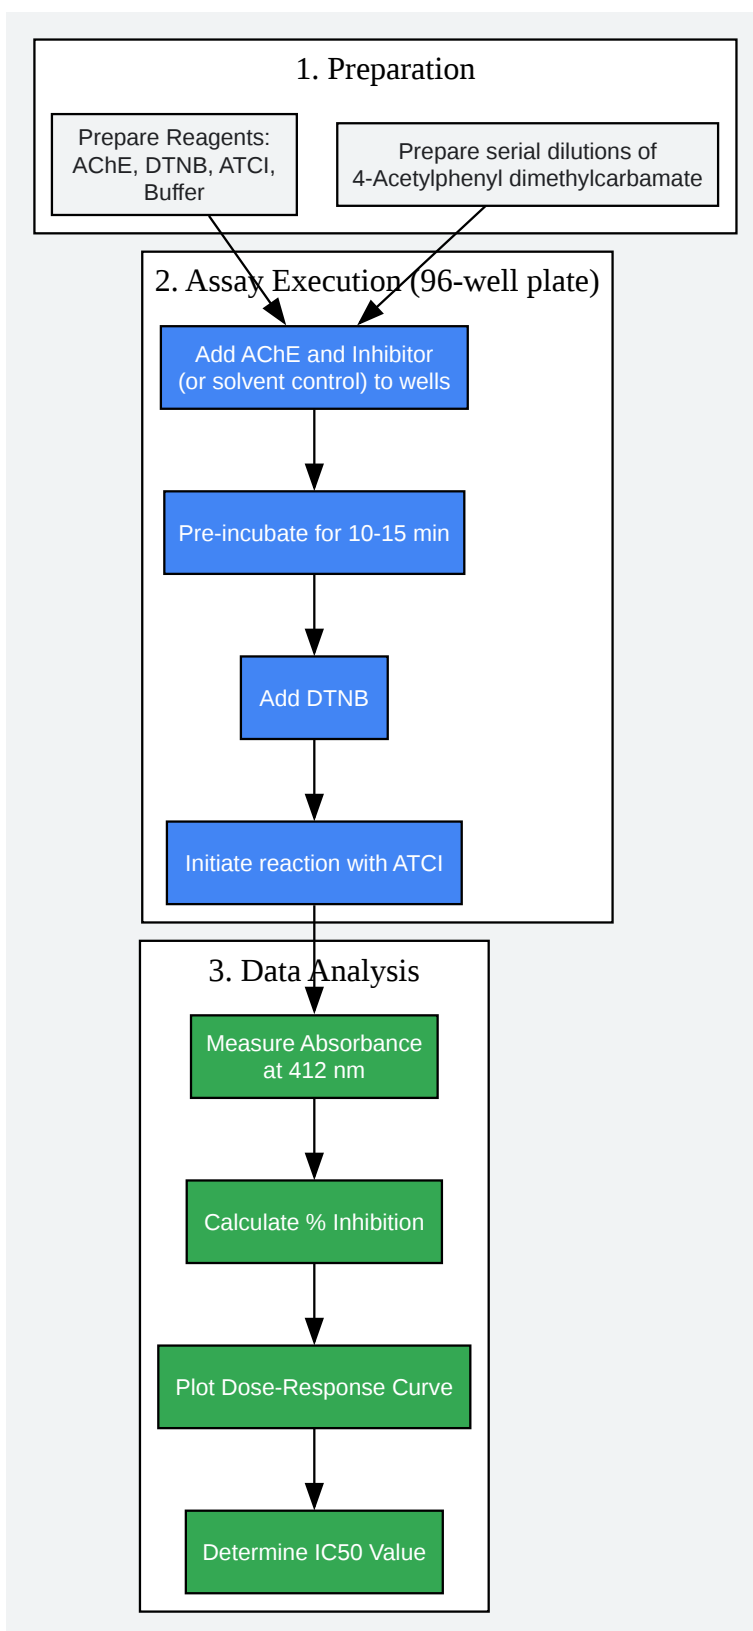 1. Preparation
Prepare Reagents:
AChE, DTNB, ATCI,
Buffer
Prepare serial dilutions of
4-Acetylphenyl dimethylcarbamate
2. Assay Execution (96-well plate)
Add AChE and Inhibitor
(or solvent control) to wells
Pre-incubate for 10-15 min
Add DTNB
Initiate reaction with ATCI
3. Data Analysis
Measure Absorbance
at 412 nm
Calculate % Inhibition
Plot Dose-Response Curve
Determine IC50 Value